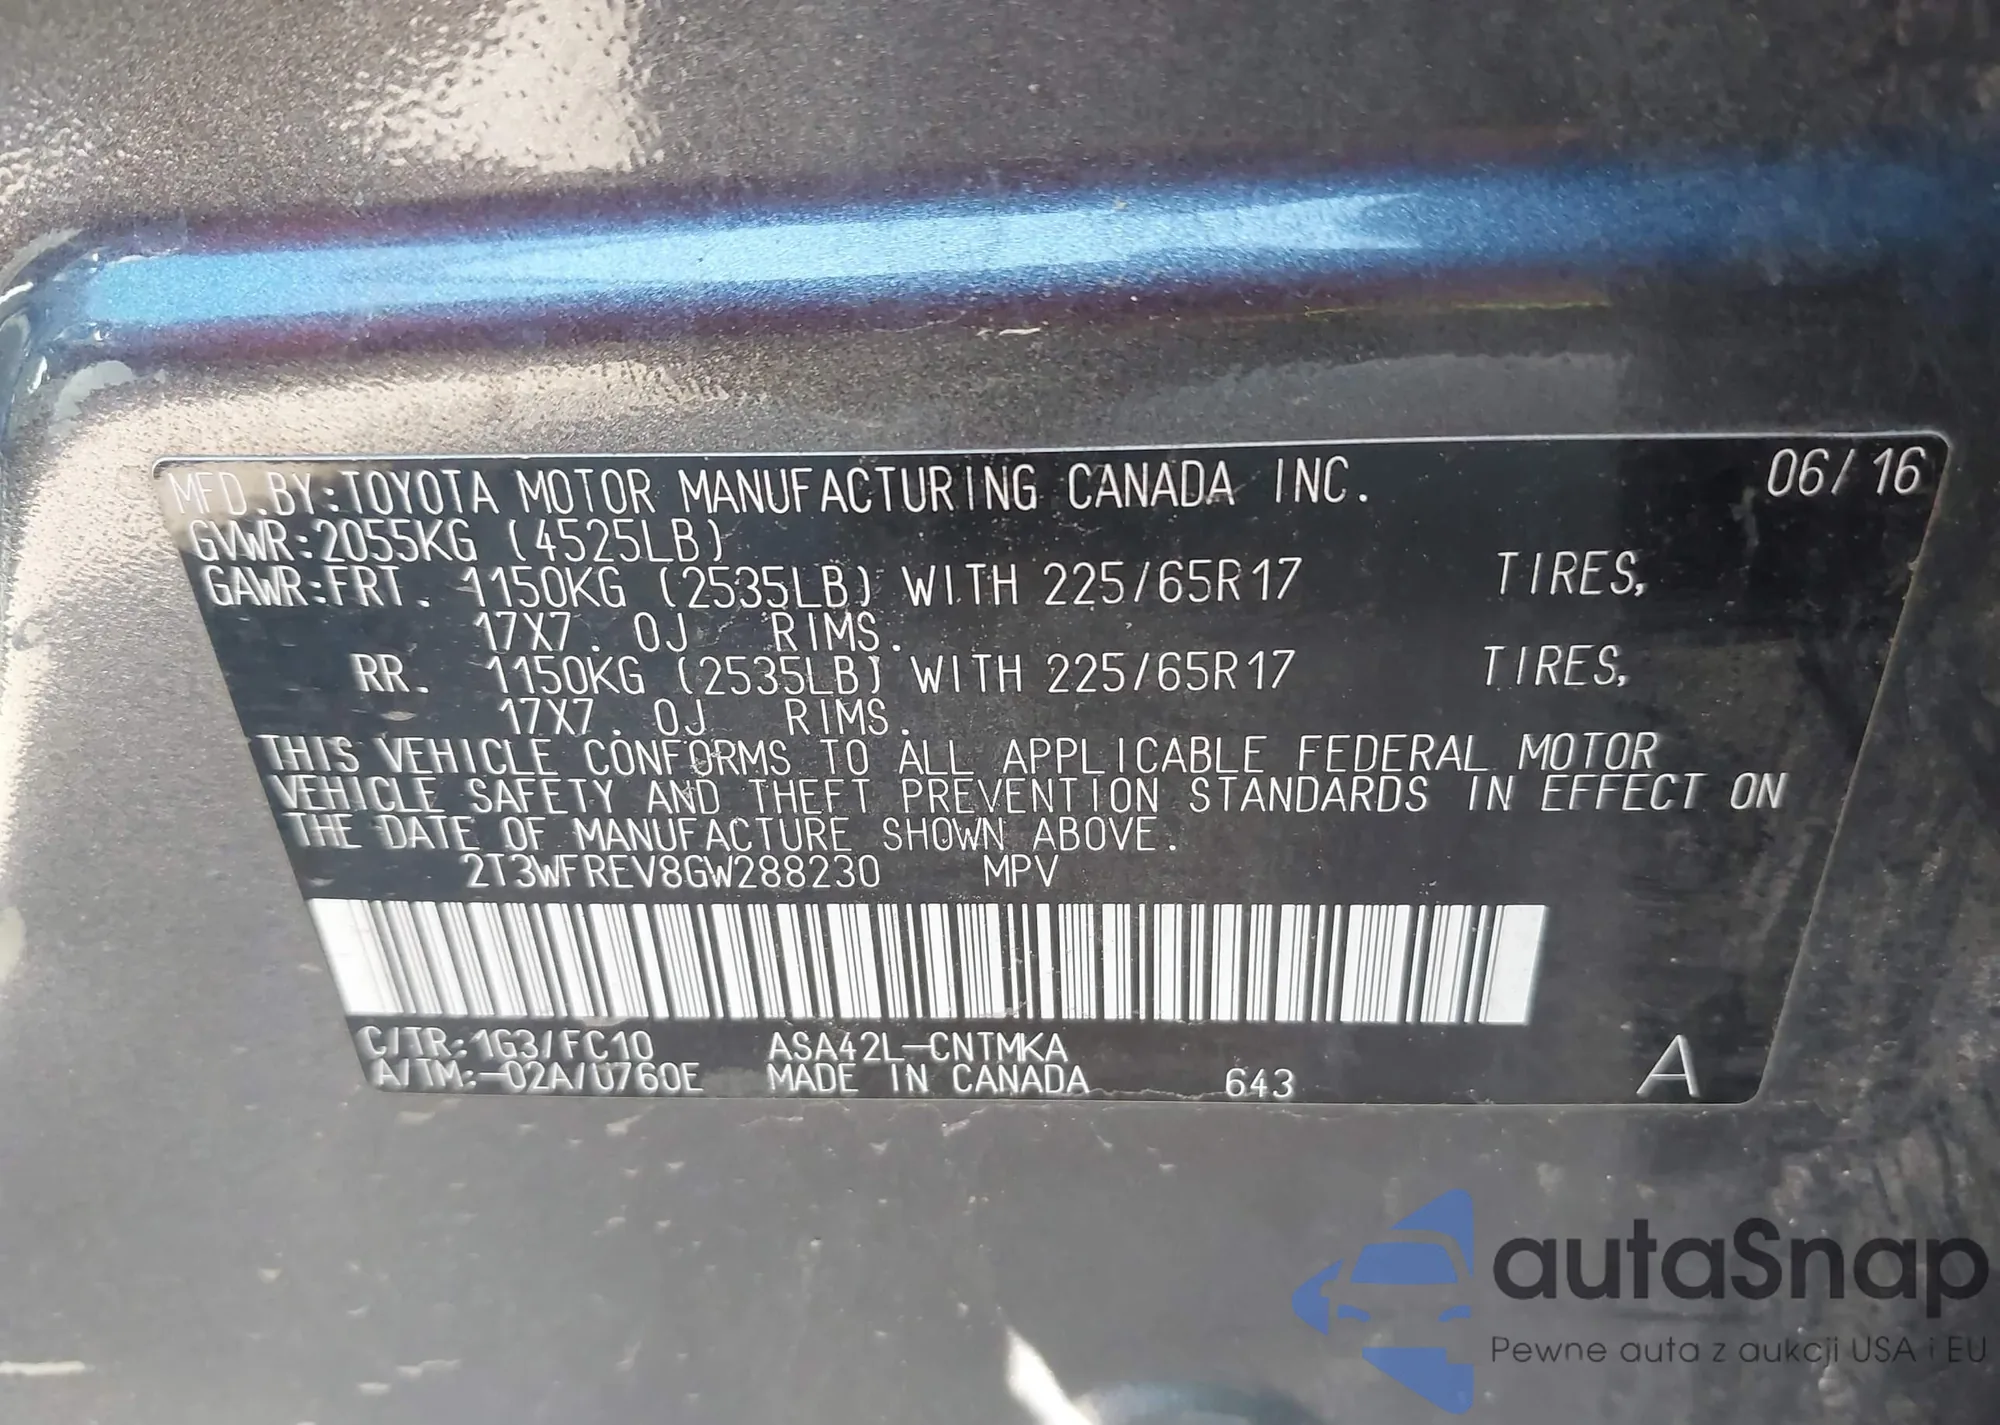 MFD.BY:TOYOTA MOTOR MANUFACTURING CANADA INC. 06/16
GVWR:2055KG (4525LB)
GAWR:FRT. 1150KG (2535LB) WITH 225/65R17 TIRES,
17X7.0J RIMS.
RR. 1150KG (2535LB) WITH 225/65R17 TIRES,
17X7.0J RIMS.
THIS VEHICLE CONFORMS TO ALL APPLICABLE FEDERAL MOTOR
VEHICLE SAFETY AND THEFT PREVENTION STANDARDS IN EFFECT ON
THE DATE OF MANUFACTURE SHOWN ABOVE.
2T3WFREV8GW288230 MPV
C/TR:1G3/FC10 ASA42L-CNTMKA
A/TM:-02A/U760E MADE IN CANADA 643 A
autaSnap
Pewne auta z aukcji USA i EU